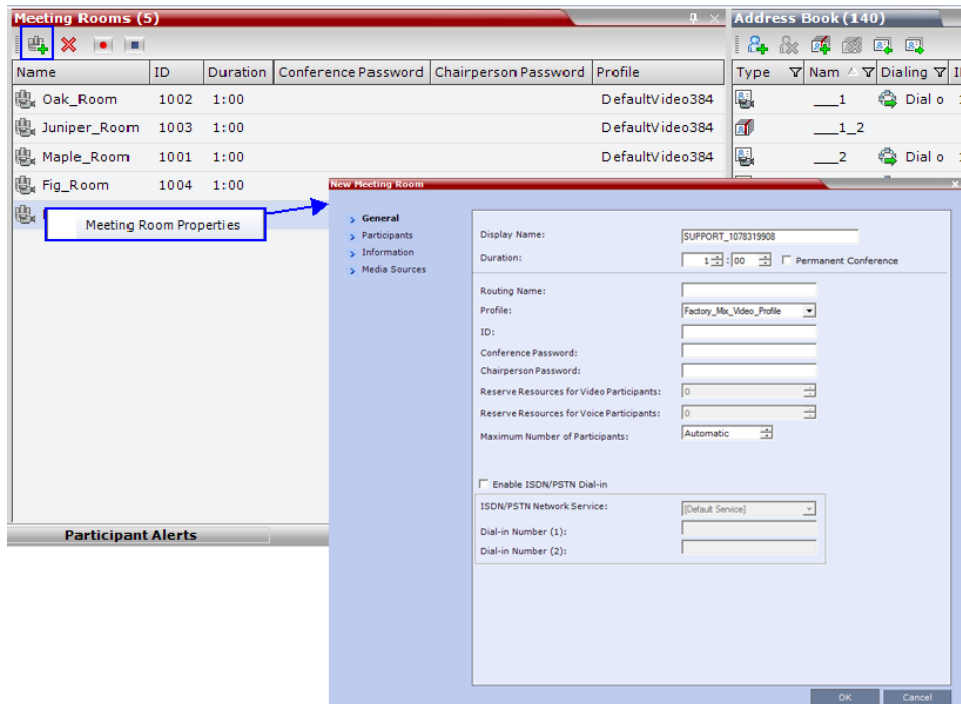 Meeting Rooms (5)
Address Book (140)
Name ID Duration Conference Password Chairperson Password Profile
Type Nam Dialing
Oak_Room 1002 1:00 DefaultVideo384
___1 Dial o
Juniper_Room 1003 1:00 DefaultVideo384
___1_2
Maple_Room 1001 1:00 DefaultVideo384
___2 Dial o
Fig_Room 1004 1:00
Meeting Room Properties
Participant Alerts
New Meeting Room
General
Participants
Information
Media Sources
Display Name: SUPPORT_1078319908
Duration: 1 : 00 Permanent Conference
Routing Name:
Profile: Factory_Mix_Video_Profile
ID:
Conference Password:
Chairperson Password:
Reserve Resources for Video Participants: 0
Reserve Resources for Voice Participants: 0
Maximum Number of Participants: Automatic
Enable ISDN/PSTN Dial-in
ISDN/PSTN Network Service: [Default Service]
Dial-in Number (1):
Dial-in Number (2):
OK Cancel